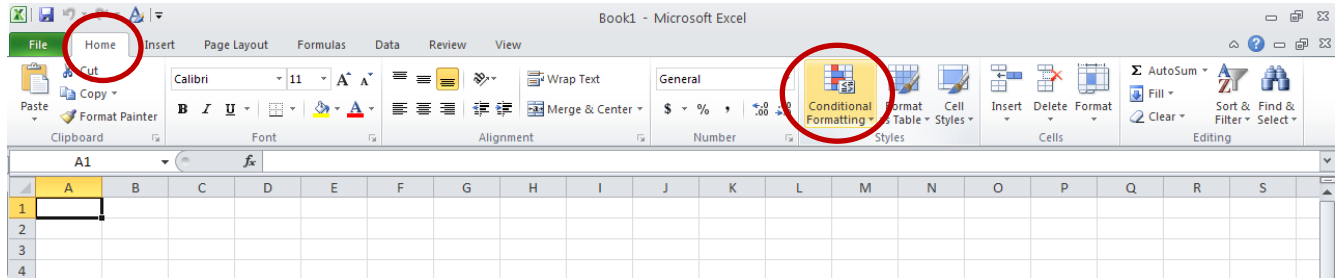 Book1 - Microsoft Excel
File Home Insert Page Layout Formulas Data Review View
Paste
Cut
Copy
Format Painter
Clipboard
Calibri 11
B I U
Font
Wrap Text
Merge & Center
Alignment
General
$ % ,
Number
Conditional Formatting
Format
Table
Cell Styles
Styles
Insert Delete Format
Cells
Σ AutoSum
Fill
Clear
Sort & Filter
Find & Select
Editing
A1 fx
A B C D E F G H I J K L M N O P Q R S
1
2
3
4